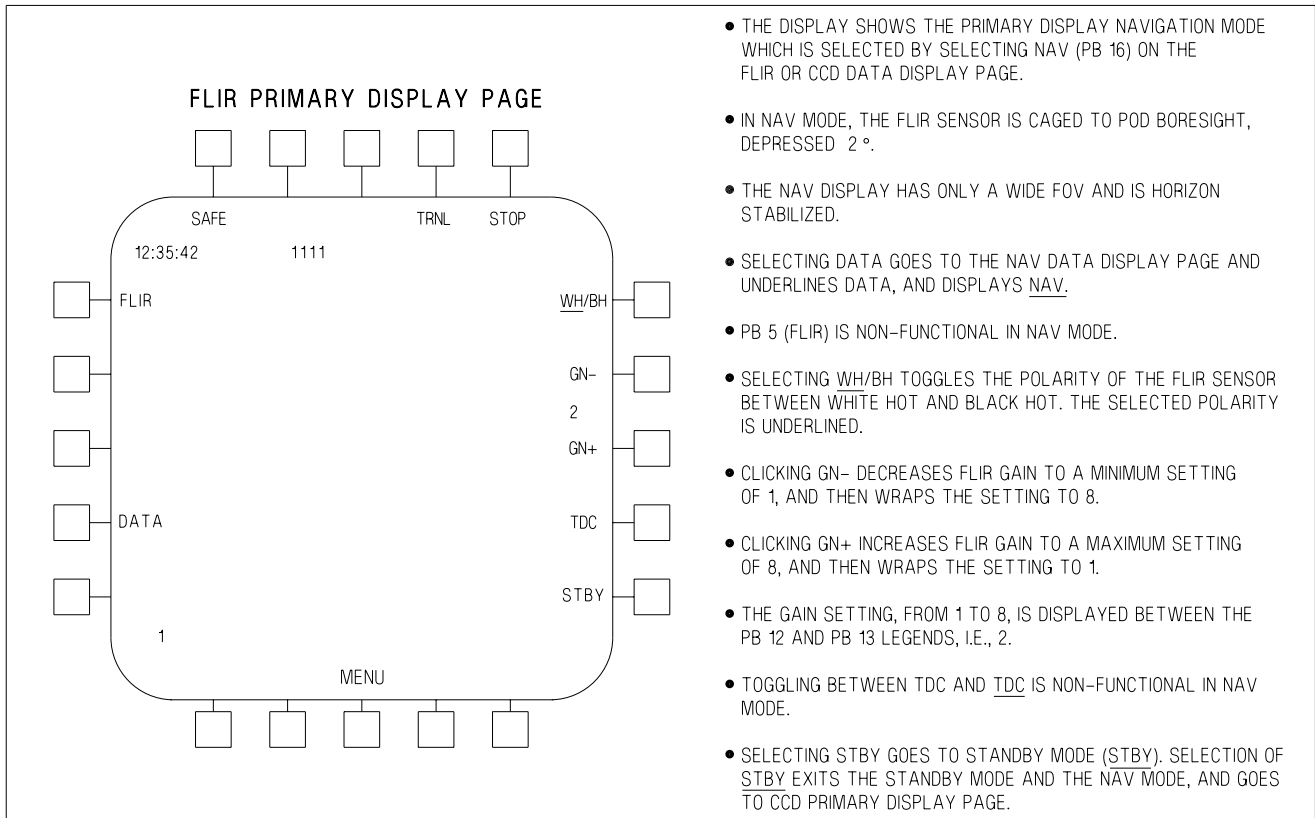 FLIR PRIMARY DISPLAY PAGE
SAFE TRNL STOP
12:35:42 1111
FLIR WH/BH
GN–
2
GN+
DATA TDC
STBY
1
MENU
• THE DISPLAY SHOWS THE PRIMARY DISPLAY NAVIGATION MODE
WHICH IS SELECTED BY SELECTING NAV (PB 16) ON THE
FLIR OR CCD DATA DISPLAY PAGE.
• IN NAV MODE, THE FLIR SENSOR IS CAGED TO POD BORESIGHT,
DEPRESSED 2 °.
• THE NAV DISPLAY HAS ONLY A WIDE FOV AND IS HORIZON
STABILIZED.
• SELECTING DATA GOES TO THE NAV DATA DISPLAY PAGE AND
UNDERLINES DATA, AND DISPLAYS NAV.
• PB 5 (FLIR) IS NON–FUNCTIONAL IN NAV MODE.
• SELECTING WH/BH TOGGLES THE POLARITY OF THE FLIR SENSOR
BETWEEN WHITE HOT AND BLACK HOT. THE SELECTED POLARITY
IS UNDERLINED.
• CLICKING GN– DECREASES FLIR GAIN TO A MINIMUM SETTING
OF 1, AND THEN WRAPS THE SETTING TO 8.
• CLICKING GN+ INCREASES FLIR GAIN TO A MAXIMUM SETTING
OF 8, AND THEN WRAPS THE SETTING TO 1.
• THE GAIN SETTING, FROM 1 TO 8, IS DISPLAYED BETWEEN THE
PB 12 AND PB 13 LEGENDS, I.E., 2.
• TOGGLING BETWEEN TDC AND TDC IS NON–FUNCTIONAL IN NAV
MODE.
• SELECTING STBY GOES TO STANDBY MODE (STBY). SELECTION OF
STBY EXITS THE STANDBY MODE AND THE NAV MODE, AND GOES
TO CCD PRIMARY DISPLAY PAGE.